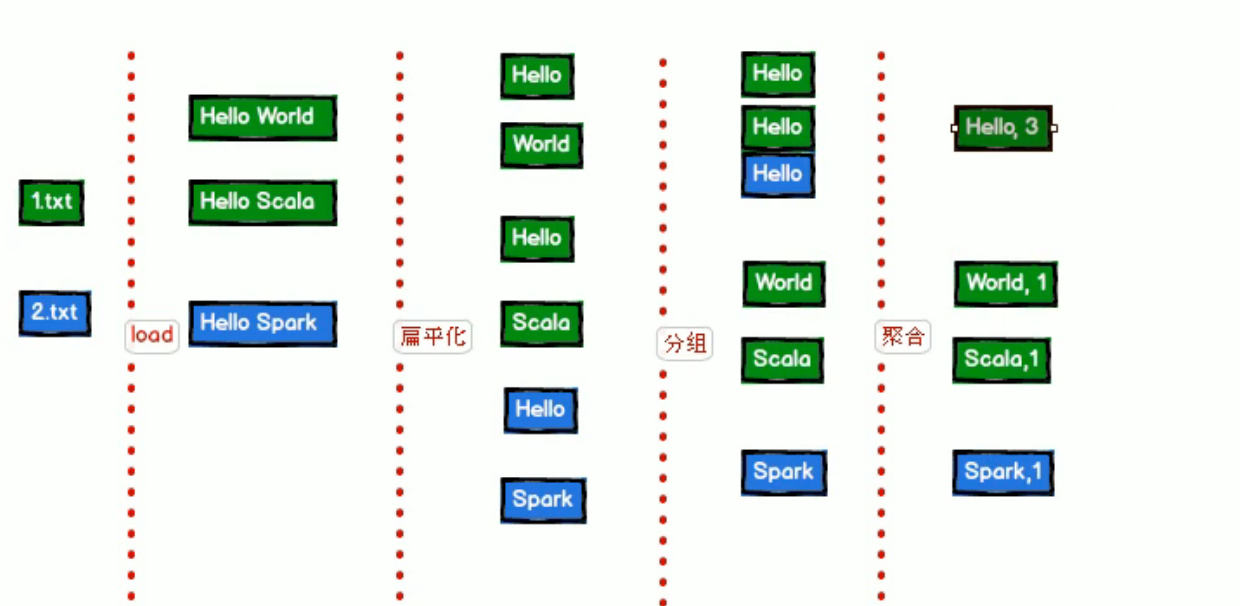 1.txt
2.txt
load
Hello World
Hello Scala
Hello Spark
扁平化
Hello
World
Hello
Scala
Hello
Spark
分组
Hello
Hello
Hello
World
Scala
Spark
聚合
Hello, 3
World, 1
Scala,1
Spark,1